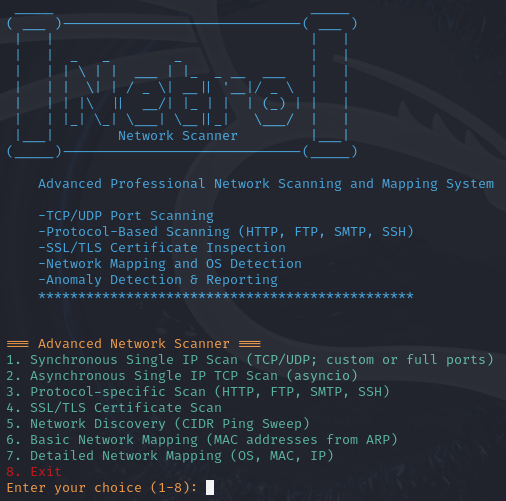 Netro
Network Scanner
Advanced Professional Network Scanning and Mapping System
-TCP/UDP Port Scanning
-Protocol-Based Scanning (HTTP, FTP, SMTP, SSH)
-SSL/TLS Certificate Inspection
-Network Mapping and OS Detection
-Anomaly Detection & Reporting
***********************************************
=== Advanced Network Scanner ===
1. Synchronous Single IP Scan (TCP/UDP; custom or full ports)
2. Asynchronous Single IP TCP Scan (asyncio)
3. Protocol-specific Scan (HTTP, FTP, SMTP, SSH)
4. SSL/TLS Certificate Scan
5. Network Discovery (CIDR Ping Sweep)
6. Basic Network Mapping (MAC addresses from ARP)
7. Detailed Network Mapping (OS, MAC, IP)
8. Exit
Enter your choice (1-8):